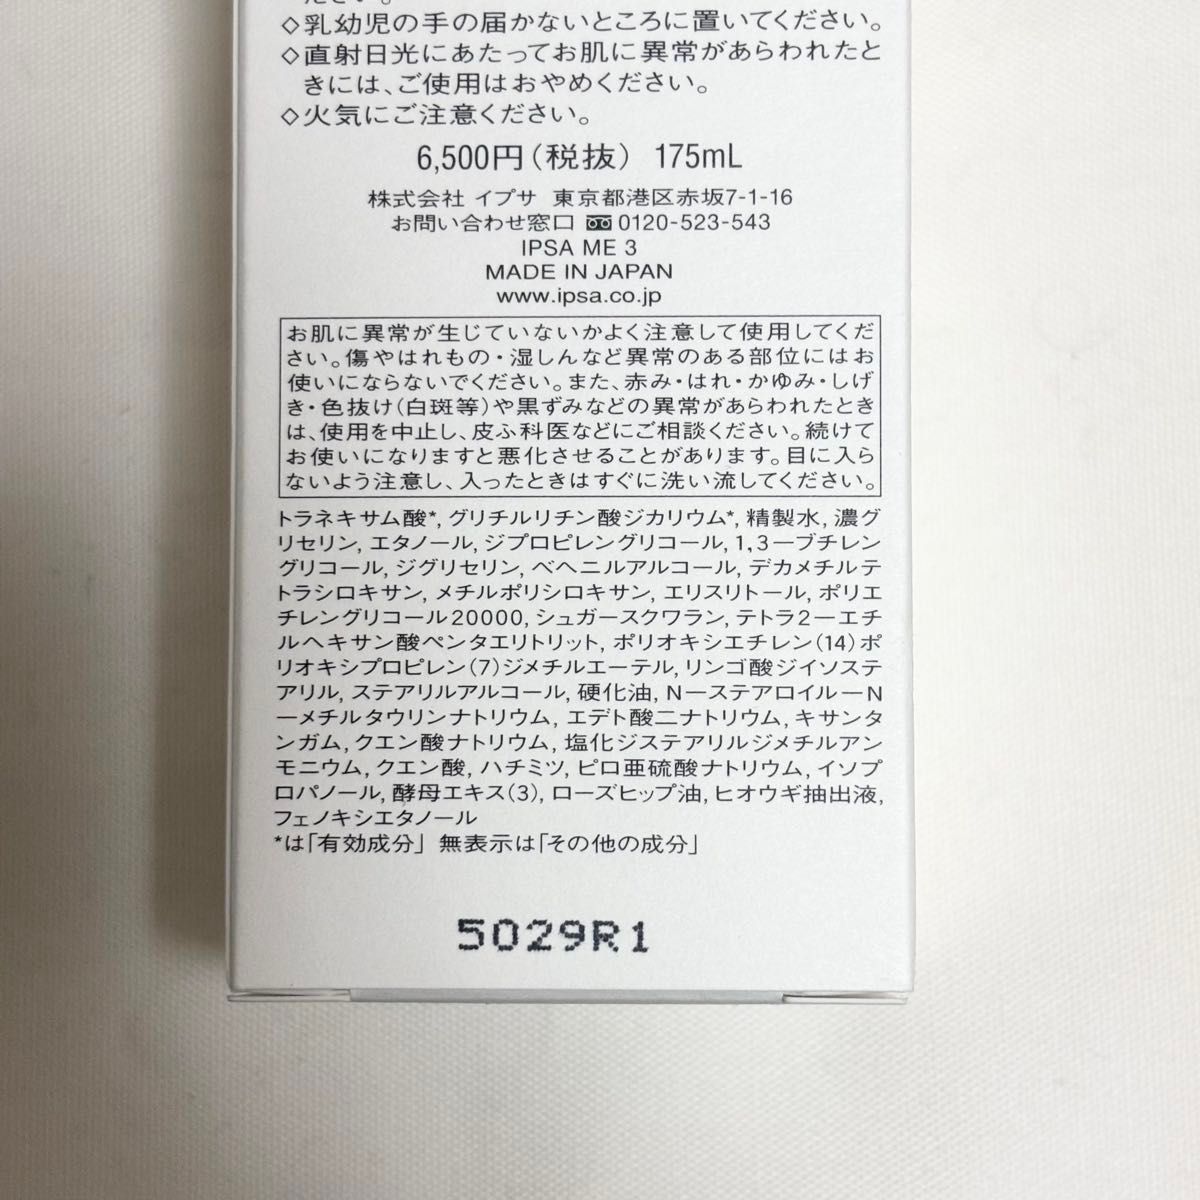 ださい。
◇乳幼児の手の届かないところに置いてください。
◇直射日光にあたってお肌に異常があらわれたと
きには、ご使用はおやめください。
◇火気にご注意ください。
6,500円（税抜） 175mL
株式会社 イプサ 東京都港区赤坂7-1-16
お問い合わせ窓口 0120-523-543
IPSA ME 3
MADE IN JAPAN
www.ipsa.co.jp
お肌に異常が生じていないかよく注意して使用してくだ
さい。傷やはれもの・湿しんなど異常のある部位にはお
使いにならないでください。また、赤み・はれ・かゆみ・しげ
き・色抜け（白斑等）や黒ずみなどの異常があらわれたとき
は、使用を中止し、皮ふ科医などにご相談ください。続けて
お使いになりますと悪化させることがあります。目に入ら
ないよう注意し、入ったときはすぐに洗い流してください。
トラネキサム酸*, グリチルリチン酸ジカリウム*, 精製水, 濃グ
リセリン, エタノール, ジプロピレングリコール, 1,3ーブチレン
グリコール, ジグリセリン, ベヘニルアルコール, デカメチルテ
トラシロキサン, メチルポリシロキサン, エリスリトール, ポリエ
チレングリコール20000, シュガースクワラン, テトラ2ーエチ
ルヘキサン酸ペンタエリトリット, ポリオキシエチレン（14）ポ
リオキシプロピレン（7）ジメチルエーテル, リンゴ酸ジイソステ
アリル, ステアリルアルコール, 硬化油, NーステアロイルーN
ーメチルタウリンナトリウム, エデト酸二ナトリウム, キサンタ
ンガム, クエン酸ナトリウム, 塩化ジステアリルジメチルアン
モニウム, クエン酸, ハチミツ, ピロ亜硫酸ナトリウム, イソプ
ロパノール, 酵母エキス（3）, ローズヒップ油, ヒオウギ抽出液,
フェノキシエタノール
*は「有効成分」 無表示は「その他の成分」
5029R1